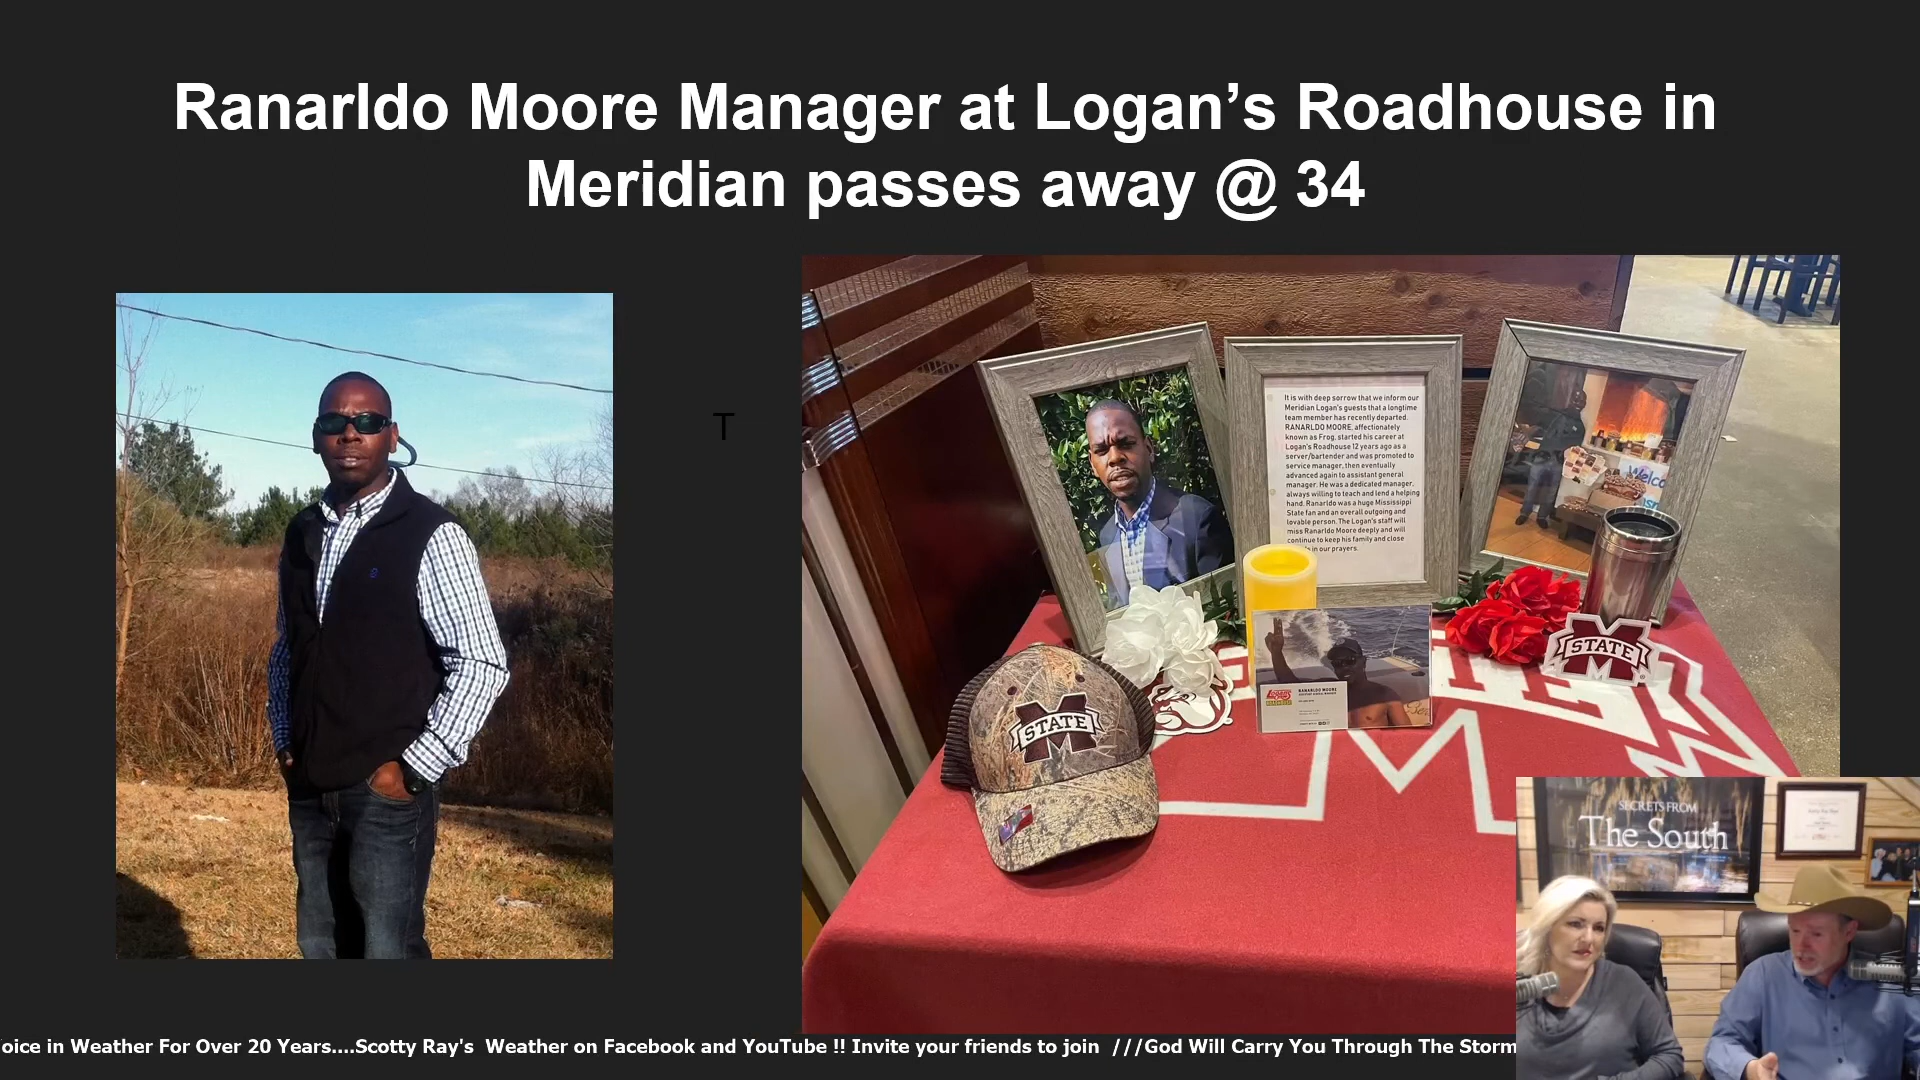 Ranarldo Moore Manager at Logan’s Roadhouse in
Meridian passes away @ 34
T
It is with deep sorrow that we inform our
Meridian Logan's guests that a longtime
team member has recently departed.
RANARLDO MOORE, affectionately
known as Frog, started his career at
Logan's Roadhouse 12 years ago as a
server/bartender and was promoted to
service manager, then eventually
advanced again to assistant general
manager. He was a dedicated manager,
always willing to teach and lend a helping
hand. Ranarldo was a huge Mississippi
State fan and an overall outgoing and
lovable person. The Logan's staff will
miss Ranarldo Moore deeply and will
continue to keep his family and close
in our prayers.
STATE
STATE
RANARLDO MOORE
LOGAN'S
ROADHOUSE
SECRETS FROM
The South
oice in Weather For Over 20 Years....Scotty Ray's Weather on Facebook and YouTube !! Invite your friends to join ///God Will Carry You Through The Storm